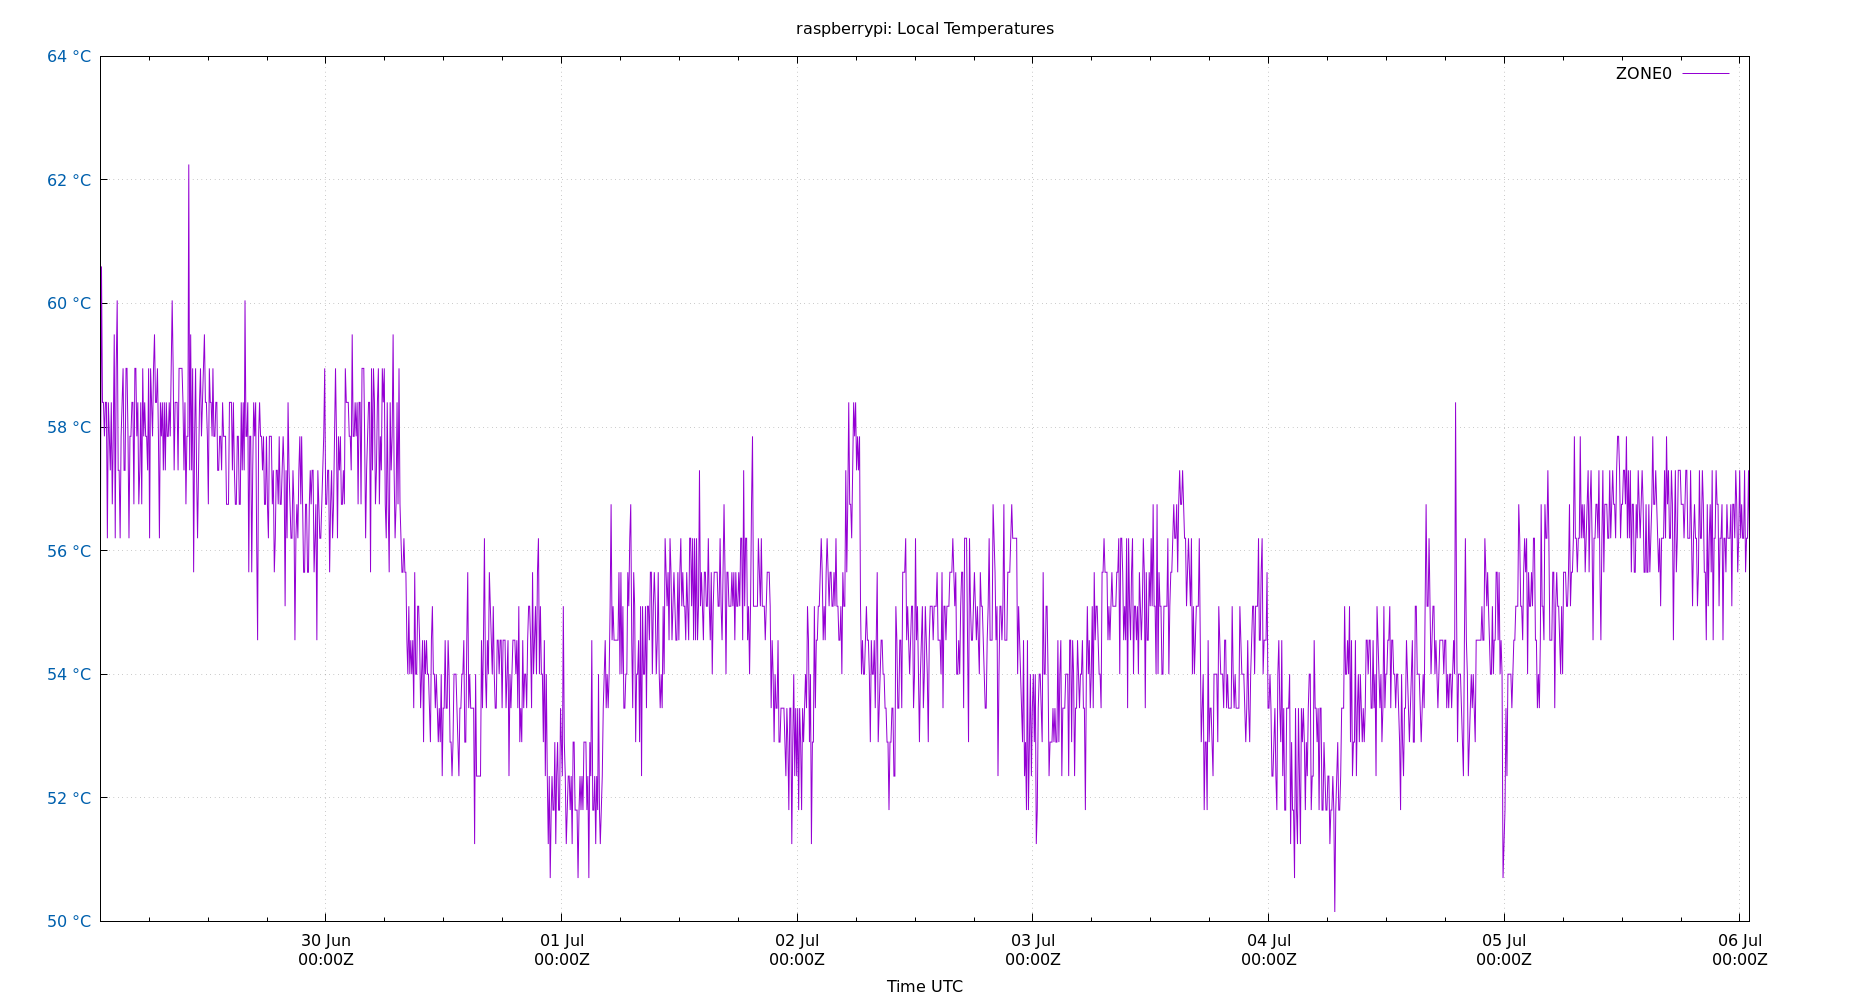 raspberrypi: Local Temperatures
64 °C
ZONE0
62 °C
60 °C
58 °C
56 °C
54 °C
52 °C
50 °C
30 Jun 01 Jul 02 Jul 03 Jul 04 Jul 05 Jul 06 Jul
00:00Z 00:00Z 00:00Z 00:00Z 00:00Z 00:00Z 00:00Z
Time UTC